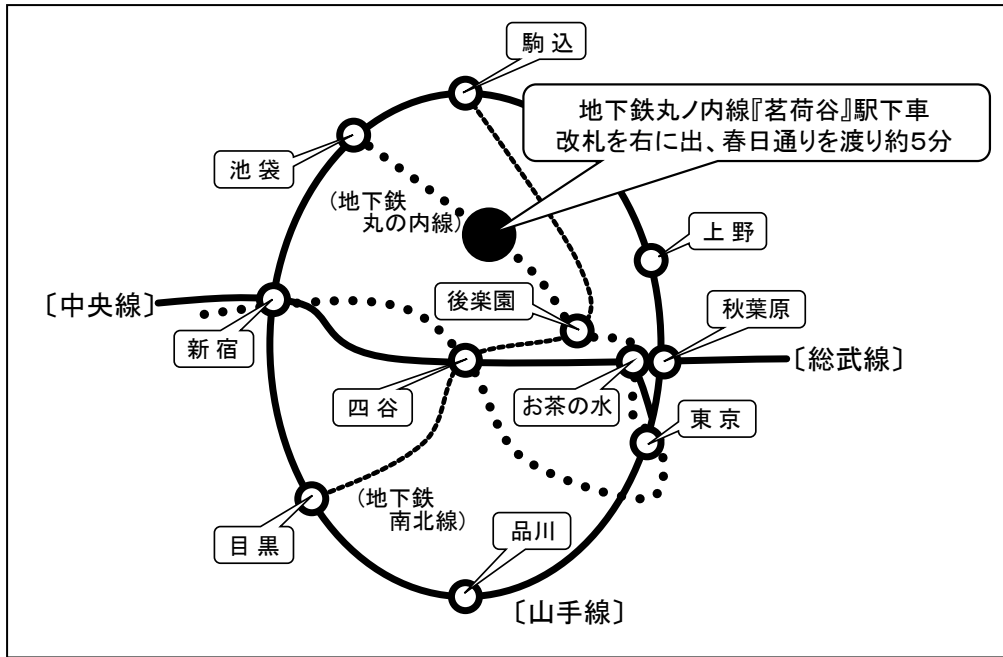 駒込
地下鉄丸ノ内線『茗荷谷』駅下車
改札を右に出、春日通りを渡り約5分
池袋
(地下鉄
丸の内線)
上野
〔中央線〕
後楽園
秋葉原
新宿
〔総武線〕
四谷
お茶の水
東京
(地下鉄
南北線)
目黒
品川
〔山手線〕